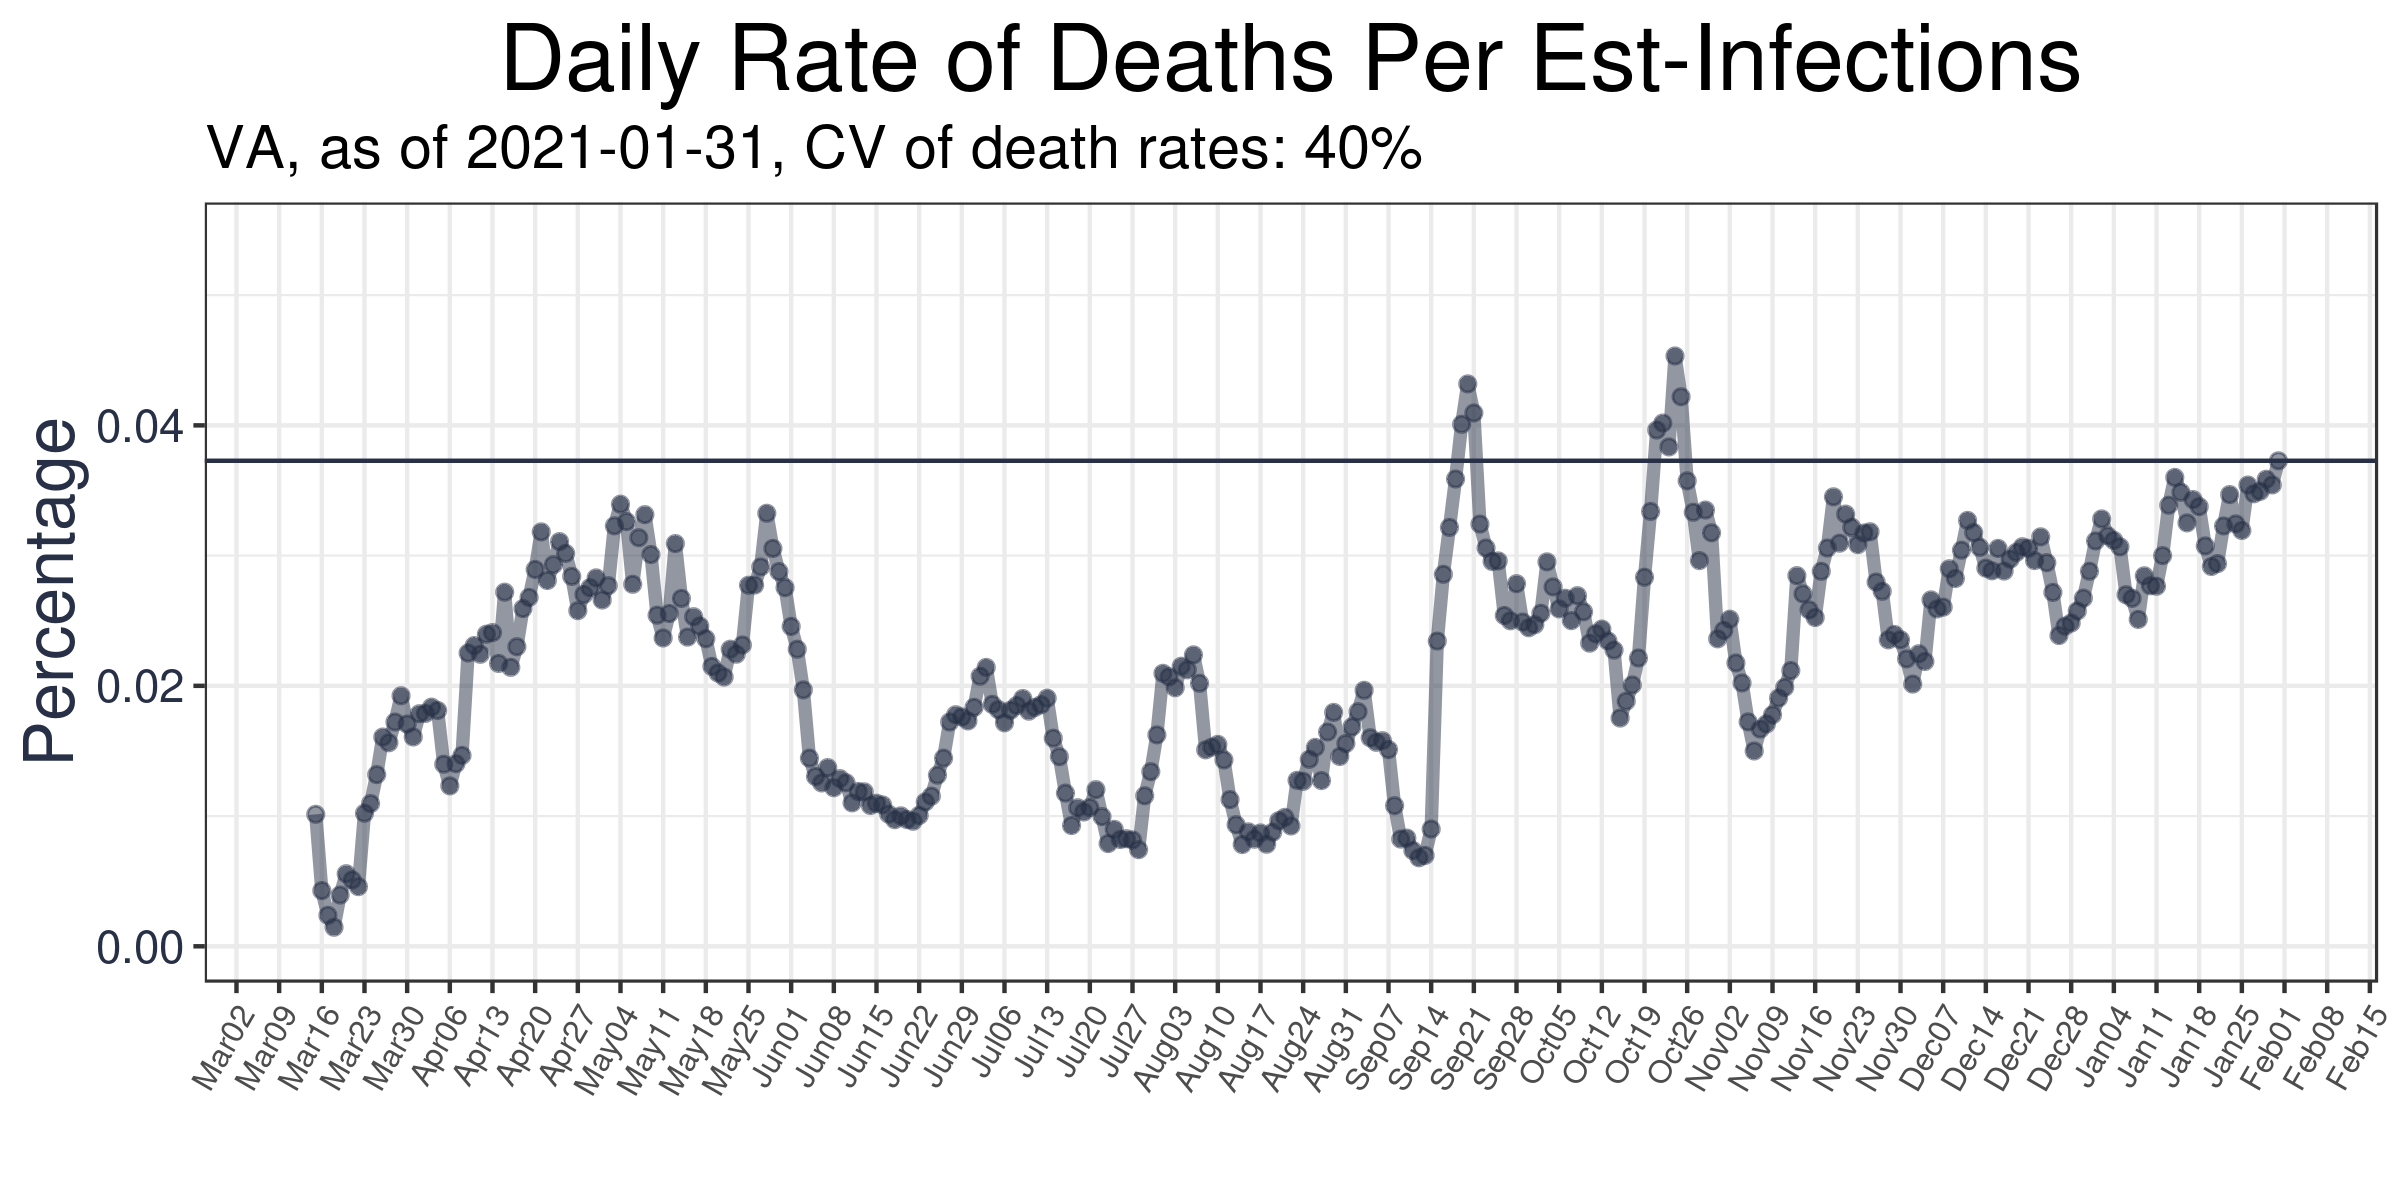 Daily Rate of Deaths Per Est-Infections
VA, as of 2021-01-31, CV of death rates: 40%
Percentage
0.04
0.02
0.00
Mar02
Mar09
Mar16
Mar23
Mar30
Apr06
Apr13
Apr20
Apr27
May04
May11
May18
May25
Jun01
Jun08
Jun15
Jun22
Jun29
Jul06
Jul13
Jul20
Jul27
Aug03
Aug10
Aug17
Aug24
Aug31
Sep07
Sep14
Sep21
Sep28
Oct05
Oct12
Oct19
Oct26
Nov02
Nov09
Nov16
Nov23
Nov30
Dec07
Dec14
Dec21
Dec28
Jan04
Jan11
Jan18
Jan25
Feb01
Feb08
Feb15